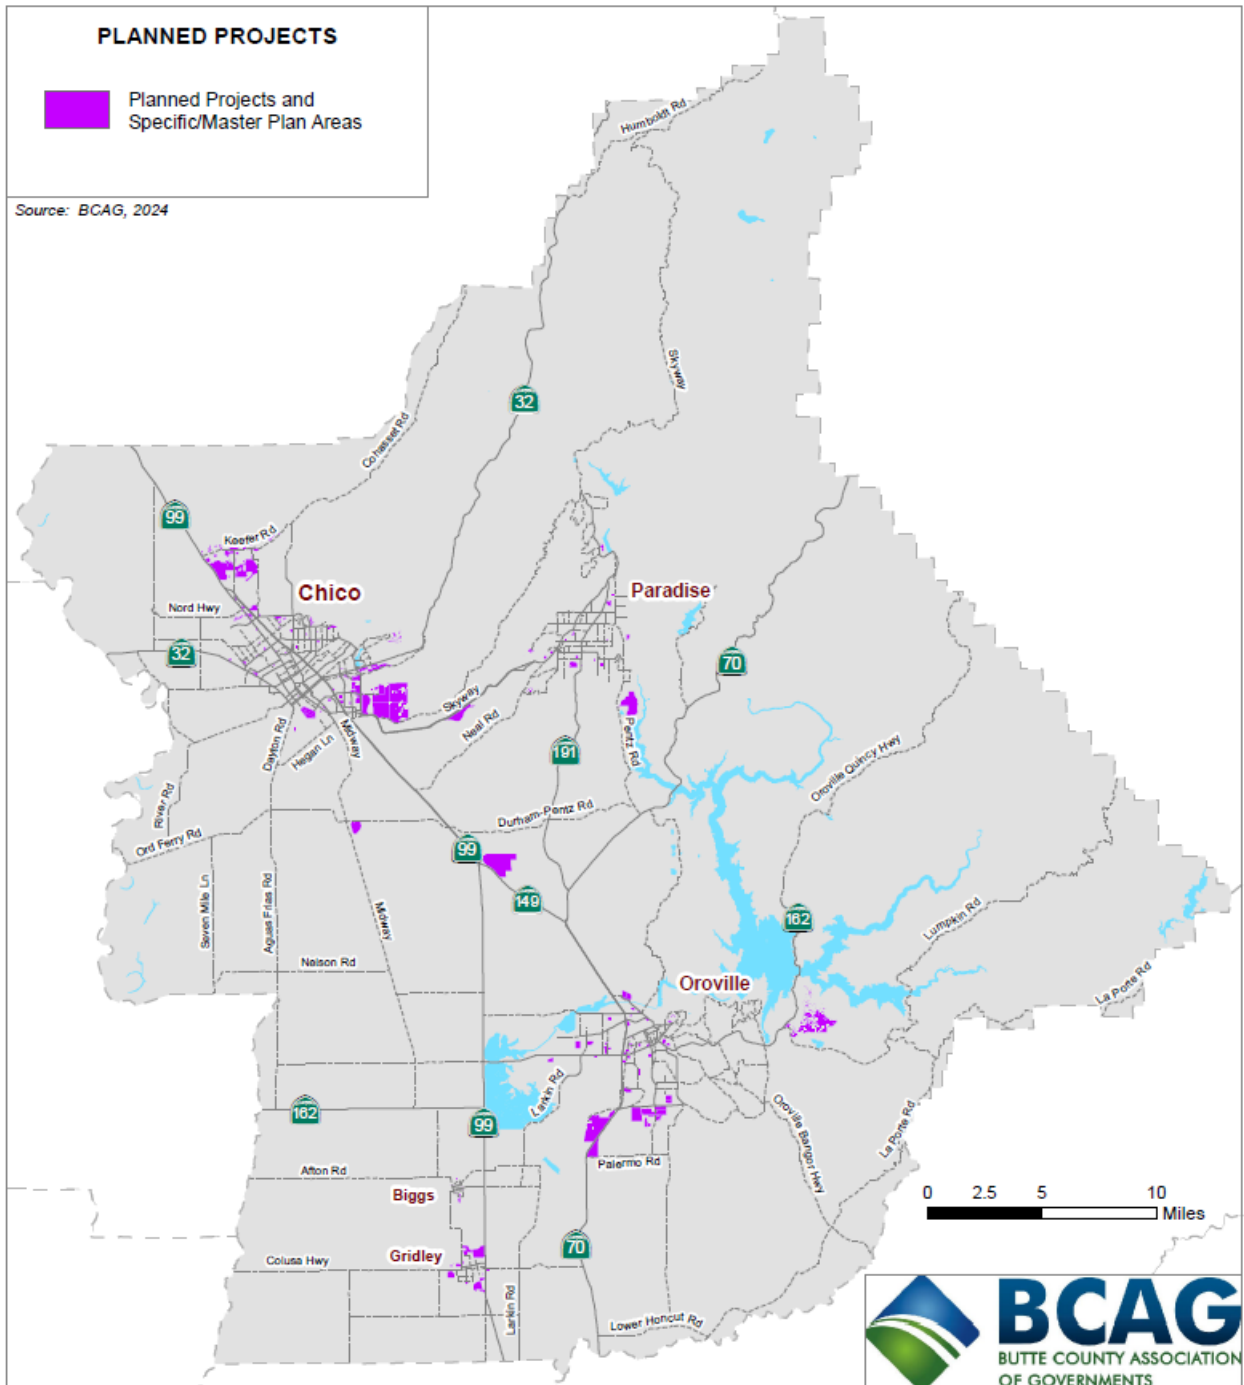 PLANNED PROJECTS
Planned Projects and
Specific/Master Plan Areas
Source: BCAG, 2024
Humboldt Rd
Skyway
32
Cohasset Rd
99
Keefer Rd
Chico
Paradise
Nord Hwy
32
70
Skyway
Neal Rd
Pentz Rd
Dayton Rd
Midway
Hegan Ln
191
Oroville Quincy Hwy
River Rd
Durham-Pentz Rd
Ord Ferry Rd
99
149
Seven Mile Ln
Aguas Frias Rd
Midway
162
Lumpkin Rd
Nelson Rd
Oroville
La Porte Rd
Larkin Rd
162
99
Oroville Bangor Hwy
La Porte Rd
Afton Rd
Palermo Rd
Biggs
0 2.5 5 10
Miles
Gridley
70
Colusa Hwy
Larkin Rd
Lower Honcut Rd
BCAG
BUTTE COUNTY ASSOCIATION
OF GOVERNMENTS